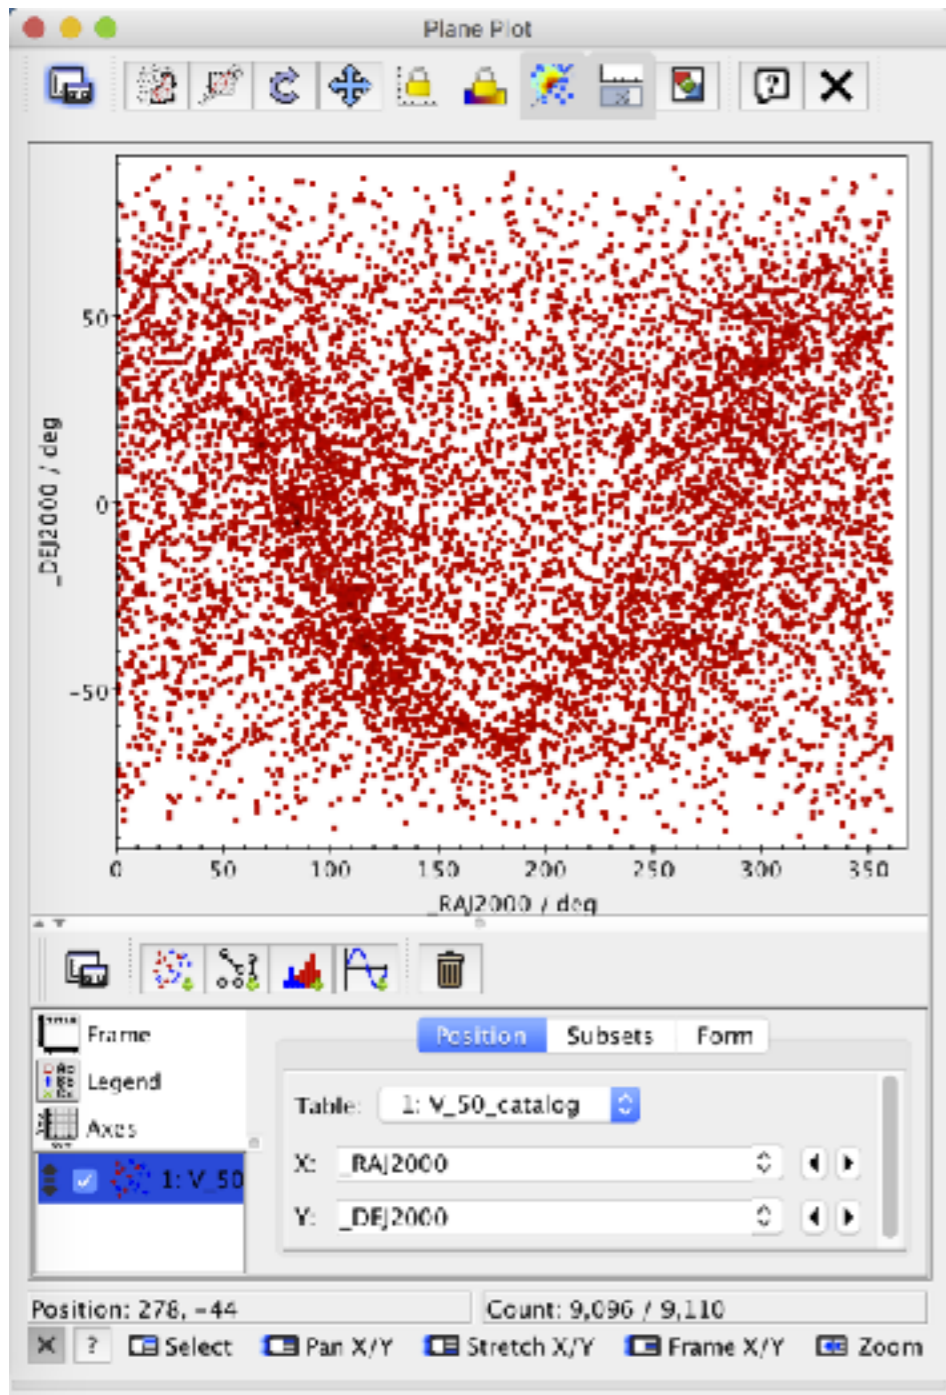 Plane Plot
50
0
-50
_DEJ2000 / deg
0 50 100 150 200 250 300 350
_RAJ2000 / deg
Frame
Legend
Axes
1: V_50
Position Subsets Form
Table: 1: V_50_catalog
X: _RAJ2000
Y: _DEJ2000
Position: 278, -44
Count: 9,096 / 9,110
? Select Pan X/Y Stretch X/Y Frame X/Y Zoom